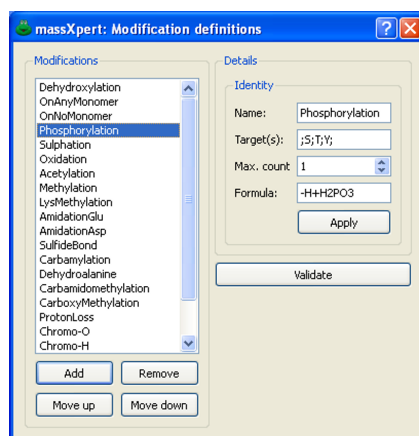 massXpert: Modification definitions
Modifications
Dehydroxylation
OnAnyMonomer
OnNoMonomer
Phosphorylation
Sulphation
Oxidation
Acetylation
Methylation
LysMethylation
AmidationGlu
AmidationAsp
SulfideBond
Carbamylation
Dehydroalanine
Carbamidomethylation
CarboxyMethylation
ProtonLoss
Chromo-O
Chromo-H
Add
Remove
Move up
Move down
Details
Identity
Name: Phosphorylation
Target(s): ;S;T;Y;
Max. count 1
Formula: -H+H2PO3
Apply
Validate